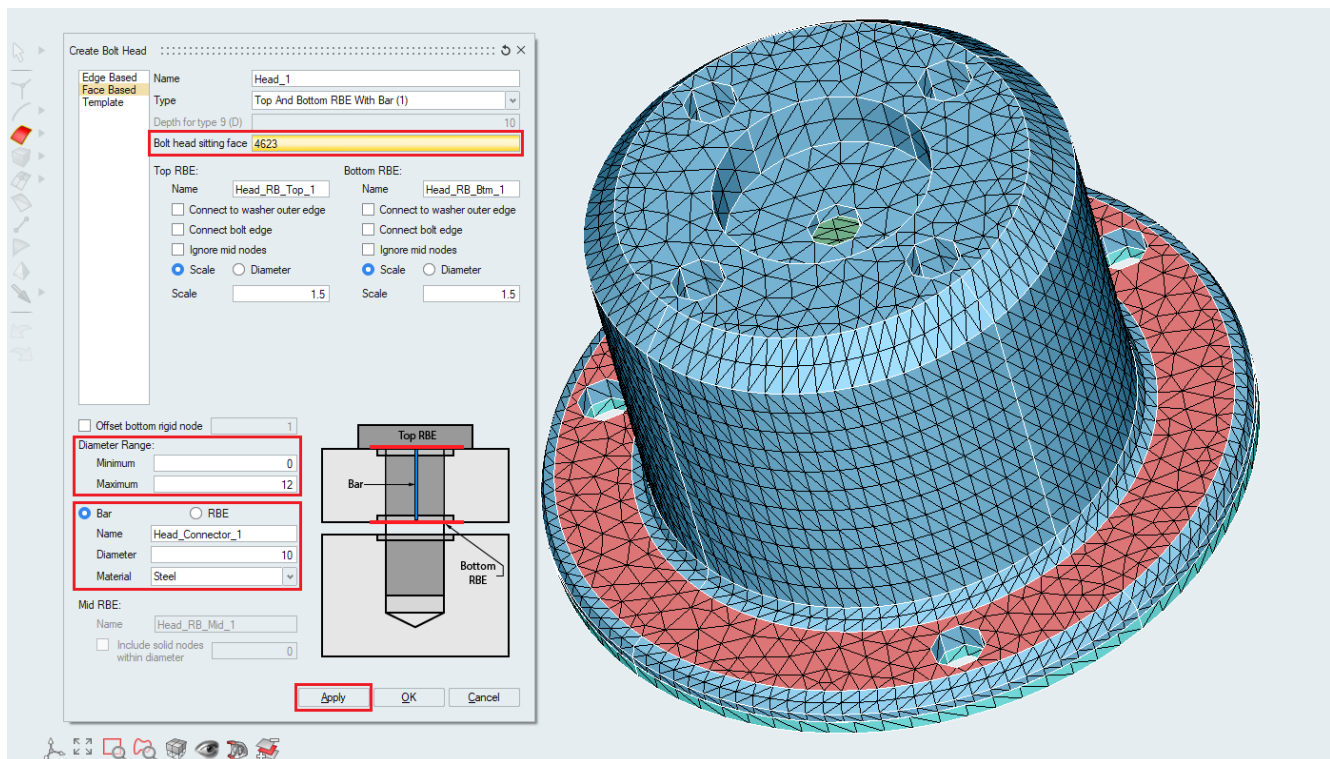 Create Bolt Head
Edge Based
Face Based
Template
Name Head_1
Type Top And Bottom RBE With Bar (1)
Depth for type 9 (D) 10
Bolt head sitting face 4623
Top RBE: Bottom RBE:
Name Head_RB_Top_1 Name Head_RB_Btm_1
Connect to washer outer edge Connect to washer outer edge
Connect bolt edge Connect bolt edge
Ignore mid nodes Ignore mid nodes
Scale Diameter Scale Diameter
Scale 1.5 Scale 1.5
Offset bottom rigid node 1
Diameter Range:
Minimum 0
Maximum 12
Bar RBE
Name Head_Connector_1
Diameter 10
Material Steel
Mid RBE:
Name Head_RB_Mid_1
Include solid nodes
within diameter 0
Top RBE
Bar
Bottom
RBE
Apply OK Cancel